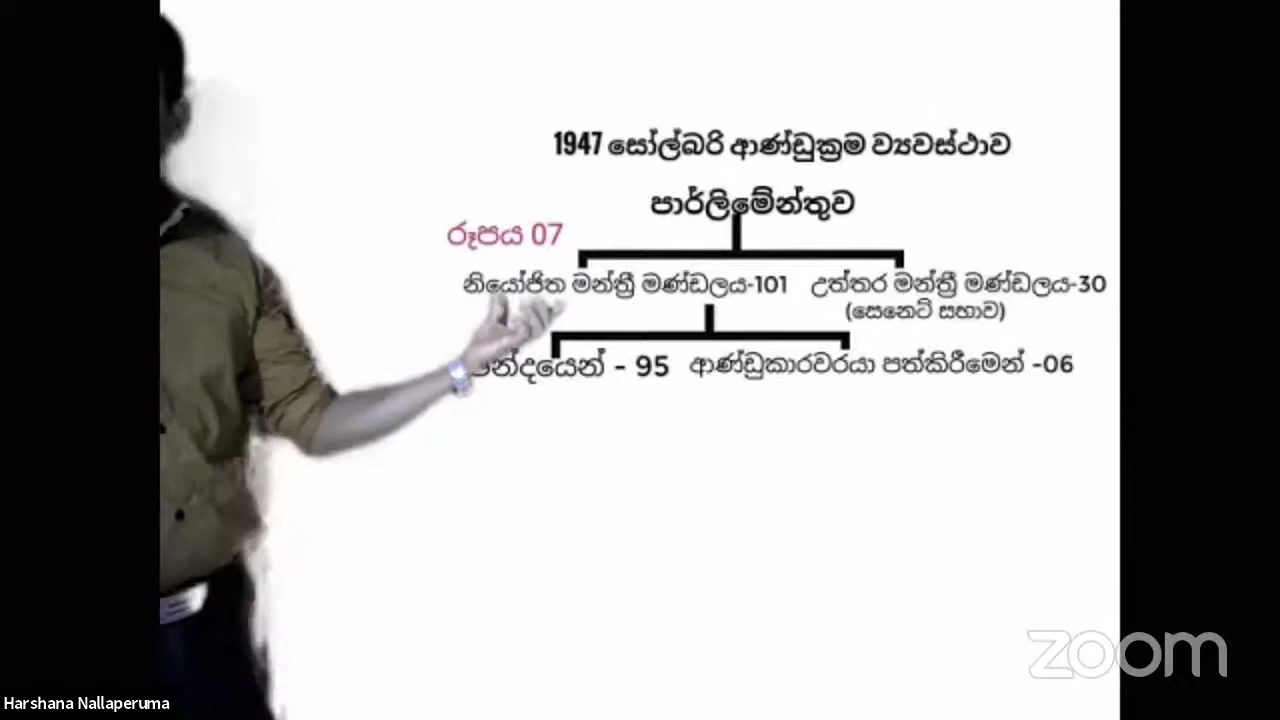 1947 සෝල්බරි ආණ්ඩුක්‍රම ව්‍යවස්ථාව
පාර්ලිමේන්තුව
රූපය 07
නියෝජිත මන්ත්‍රී මණ්ඩලය-101 උත්තර මන්ත්‍රී මණ්ඩලය-30
(සෙනෙට් සභාව)
- 95 ආණ්ඩුකාරවරයා පත්කිරීමෙන් -06
zoom
Harshana Nallaperuma